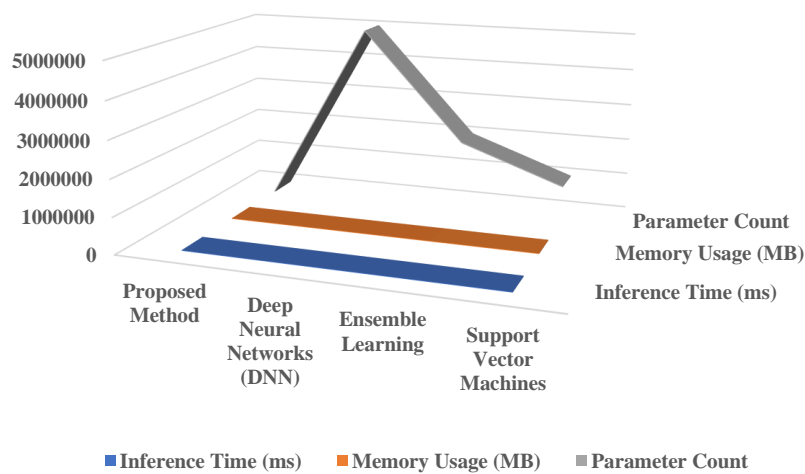 5000000
4000000
3000000
2000000
1000000
0
Parameter Count
Memory Usage (MB)
Inference Time (ms)
Proposed
Method
Deep
Neural
Networks
(DNN)
Ensemble
Learning
Support
Vector
Machines
Inference Time (ms) Memory Usage (MB) Parameter Count